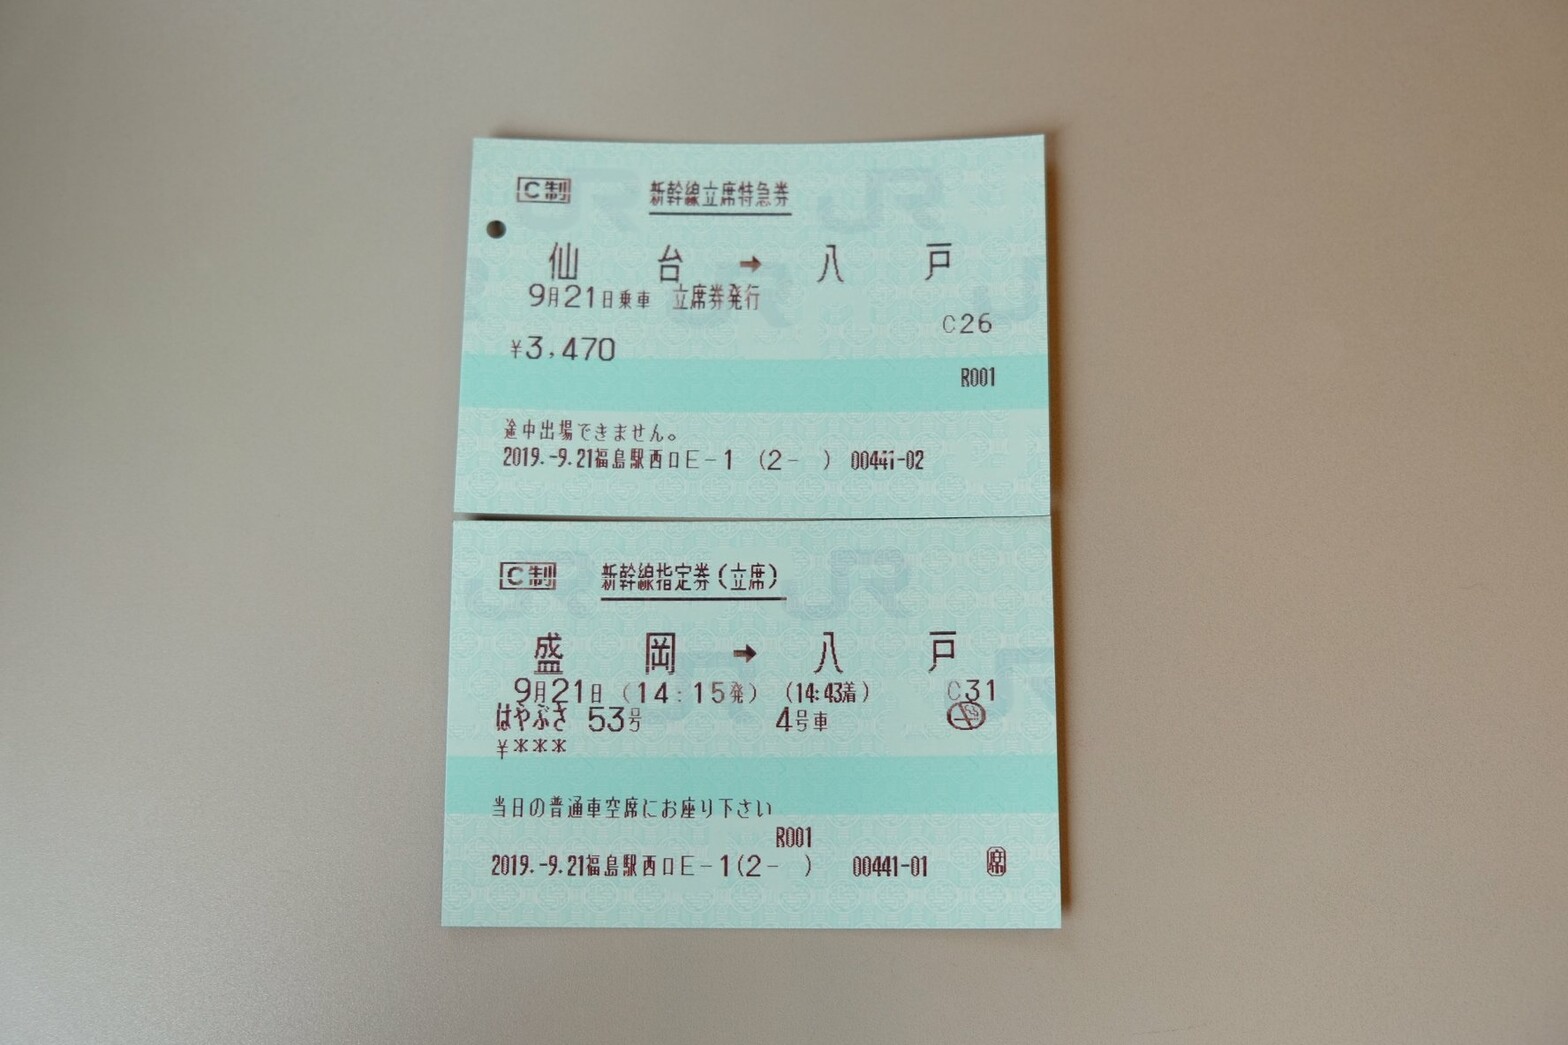 C制 新幹線立席特急券
仙台 → 八戸
9月21日乗車 立席券発行
C26
¥3,470
R001
途中出場できません。
2019.-9.21福島駅西口E-1 (2- ) 00441-02
C制 新幹線指定券(立席)
盛岡 → 八戸
9月21日 (14:15発) (14:43着) C31
はやぶさ 53号 4号車
¥***
当日の普通車空席にお座り下さい
R001
2019.-9.21福島駅西口E-1(2- ) 00441-01 席